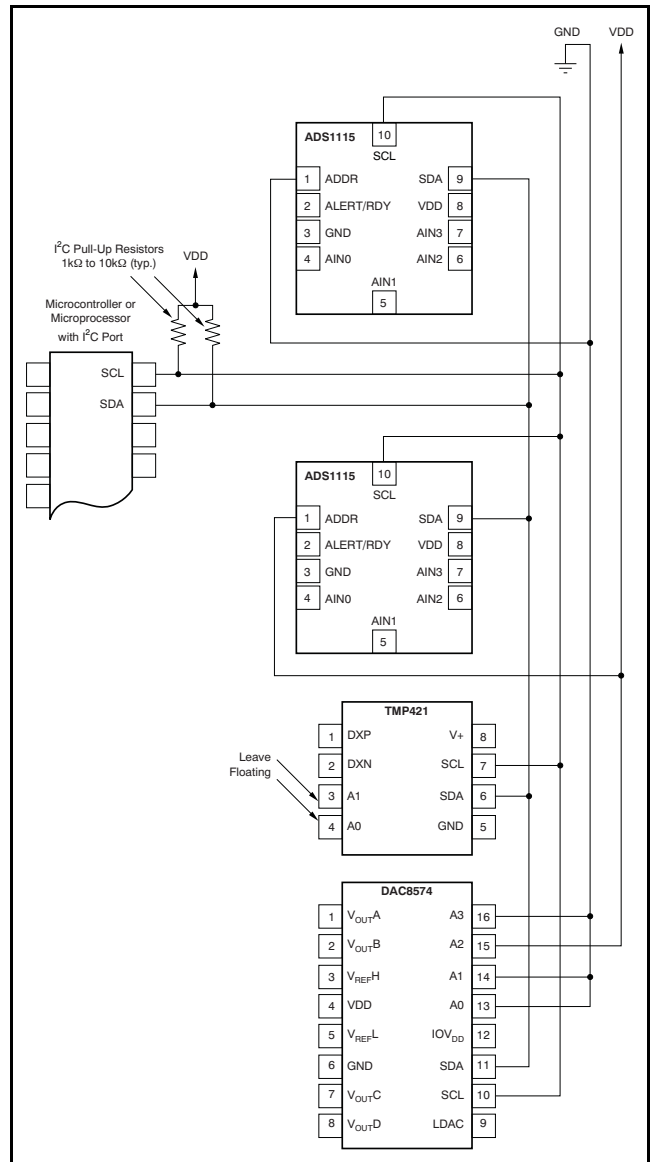 GND VDD
ADS1115
10
SCL
1 ADDR SDA 9
2 ALERT/RDY VDD 8
3 GND AIN3 7
4 AIN0 AIN2 6
AIN1
5
I²C Pull-Up Resistors
1kΩ to 10kΩ (typ.)
VDD
Microcontroller or
Microprocessor
with I²C Port
SCL
SDA
ADS1115
10
SCL
1 ADDR SDA 9
2 ALERT/RDY VDD 8
3 GND AIN3 7
4 AIN0 AIN2 6
AIN1
5
TMP421
1 DXP V+ 8
2 DXN SCL 7
Leave
Floating
3 A1 SDA 6
4 A0 GND 5
DAC8574
1 VOUTA A3 16
2 VOUTB A2 15
3 VREFH A1 14
4 VDD A0 13
5 VREFL IOVDD 12
6 GND SDA 11
7 VOUTC SCL 10
8 VOUTD LDAC 9